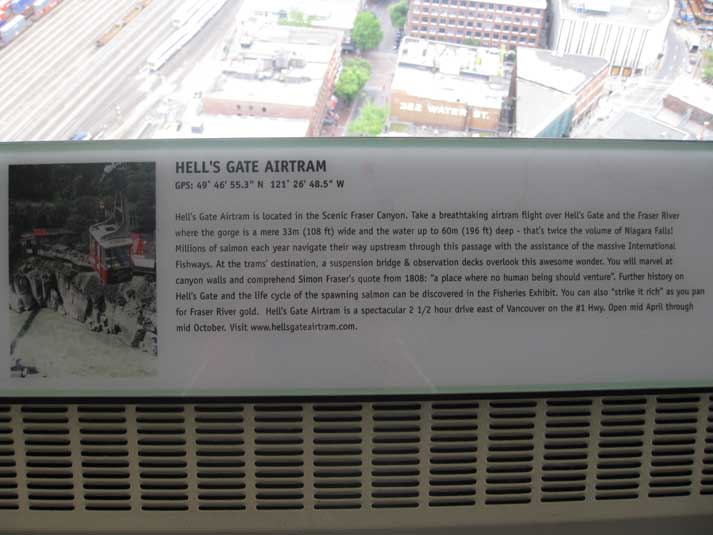 322 WATER ST.
HELL'S GATE AIRTRAM
GPS: 49° 46' 55.3" N  121° 26' 48.5" W
Hell's Gate Airtram is located in the Scenic Fraser Canyon. Take a breathtaking airtram flight over Hell's Gate and the Fraser River
where the gorge is a mere 33m (108 ft) wide and the water up to 60m (196 ft) deep - that's twice the volume of Niagara Falls!
Millions of salmon each year navigate their way upstream through this passage with the assistance of the massive International
Fishways. At the trams' destination, a suspension bridge & observation decks overlook this awesome wonder. You will marvel at
canyon walls and comprehend Simon Fraser's quote from 1808: "a place where no human being should venture". Further history on
Hell's Gate and the life cycle of the spawning salmon can be discovered in the Fisheries Exhibit. You can also "strike it rich" as you pan
for Fraser River gold.  Hell's Gate Airtram is a spectacular 2 1/2 hour drive east of Vancouver on the #1 Hwy. Open mid April through
mid October. Visit www.hellsgateairtram.com.